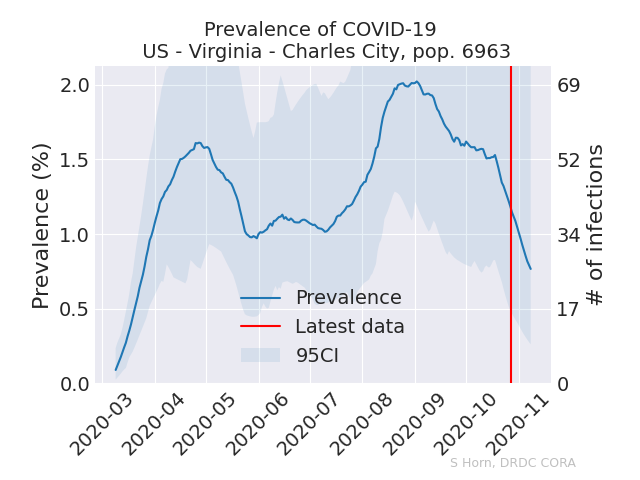 Prevalence of COVID-19
US - Virginia - Charles City, pop. 6963
Prevalence (%)
2.0
1.5
1.0
0.5
0.0
69
52
34
17
0
# of infections
Prevalence
Latest data
95CI
2020-03
2020-04
2020-05
2020-06
2020-07
2020-08
2020-09
2020-10
2020-11
S Horn, DRDC CORA